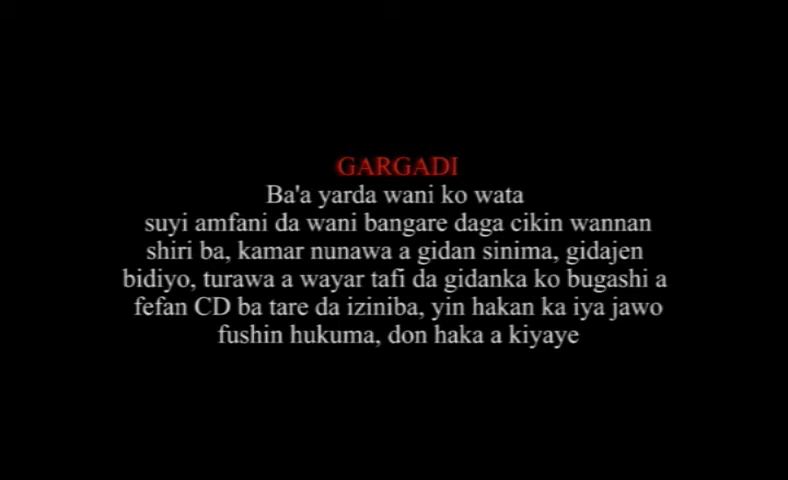 GARGADI
Ba'a yarda wani ko wata
suyi amfani da wani bangare daga cikin wannan
shiri ba, kamar nunawa a gidan sinima, gidajen
bidiyo, turawa a wayar tafi da gidanka ko bugashi a
fefan CD ba tare da iziniba, yin hakan ka iya jawo
fushin hukuma, don haka a kiyaye